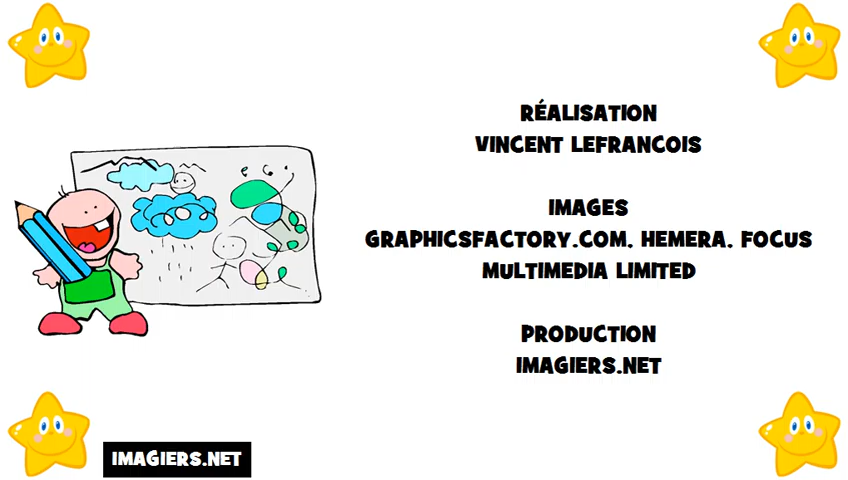 RÉALISATION
VINCENT LEFRANCOIS
IMAGES
GRAPHICSFACTORY.COM. HEMERA. FOCUS
MULTIMEDIA LIMITED
PRODUCTION
IMAGIERS.NET
IMAGIERS.NET